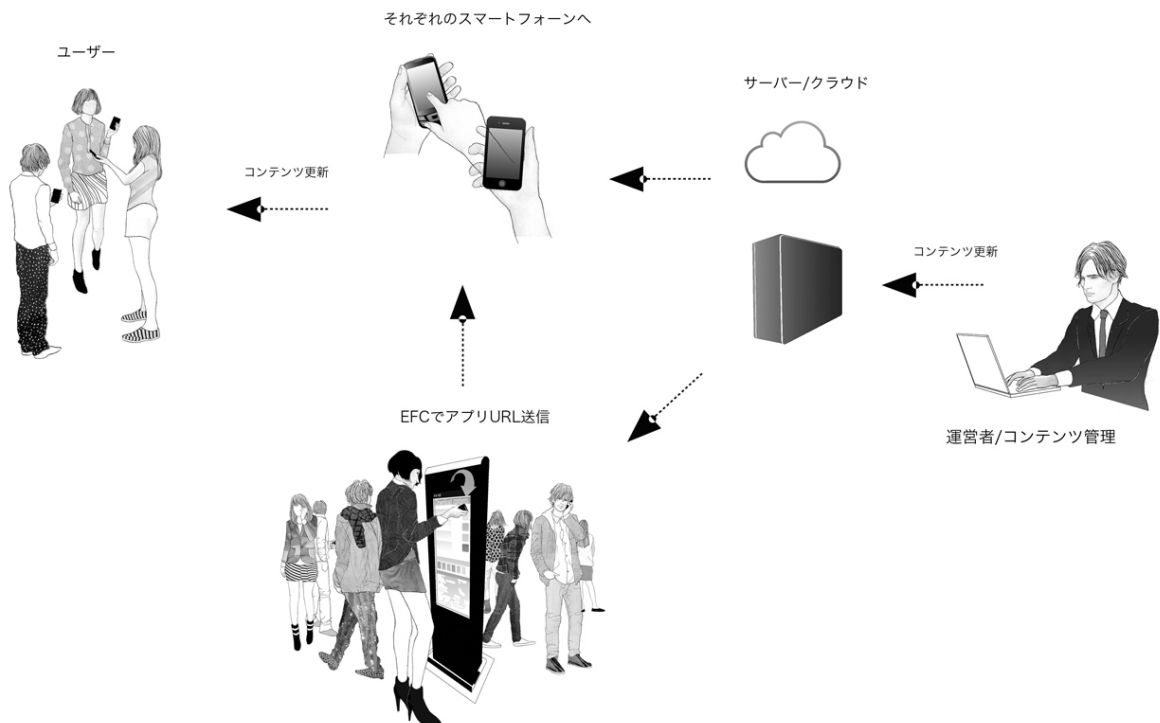 それぞれのスマートフォーンへ
ユーザー
サーバー/クラウド
コンテンツ更新
コンテンツ更新
EFCでアプリURL送信
運営者/コンテンツ管理